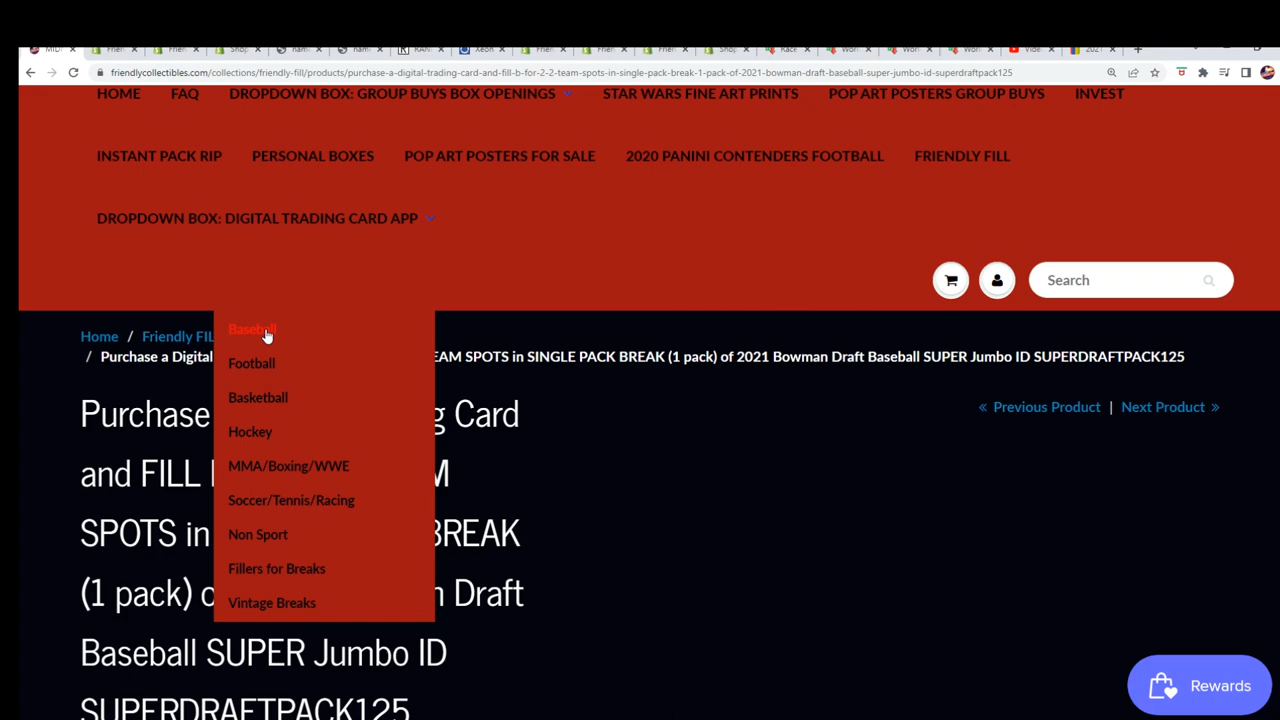 friendlycollectibles.com/collections/friendly-fill/products/purchase-a-digital-trading-card-and-fill-b-for-2-2-team-spots-in-single-pack-break-1-pack-of-2021-bowman-draft-baseball-super-jumbo-id-superdraftpack125
HOME FAQ DROPDOWN BOX: GROUP BUYS BOX OPENINGS STAR WARS FINE ART PRINTS POP ART POSTERS GROUP BUYS INVEST
INSTANT PACK RIP PERSONAL BOXES POP ART POSTERS FOR SALE 2020 PANINI CONTENDERS FOOTBALL FRIENDLY FILL
DROPDOWN BOX: DIGITAL TRADING CARD APP
Search
Baseball
Football
Basketball
Hockey
MMA/Boxing/WWE
Soccer/Tennis/Racing
Non Sport
Fillers for Breaks
Vintage Breaks
Home / Friendly FIL
/ Purchase a Digital EAM SPOTS in SINGLE PACK BREAK (1 pack) of 2021 Bowman Draft Baseball SUPER Jumbo ID SUPERDRAFTPACK125
« Previous Product | Next Product »
Purchase g Card
and FILL M
SPOTS in BREAK
(1 pack) o n Draft
Baseball SUPER Jumbo ID
SUPERDRAFTPACK125
Rewards